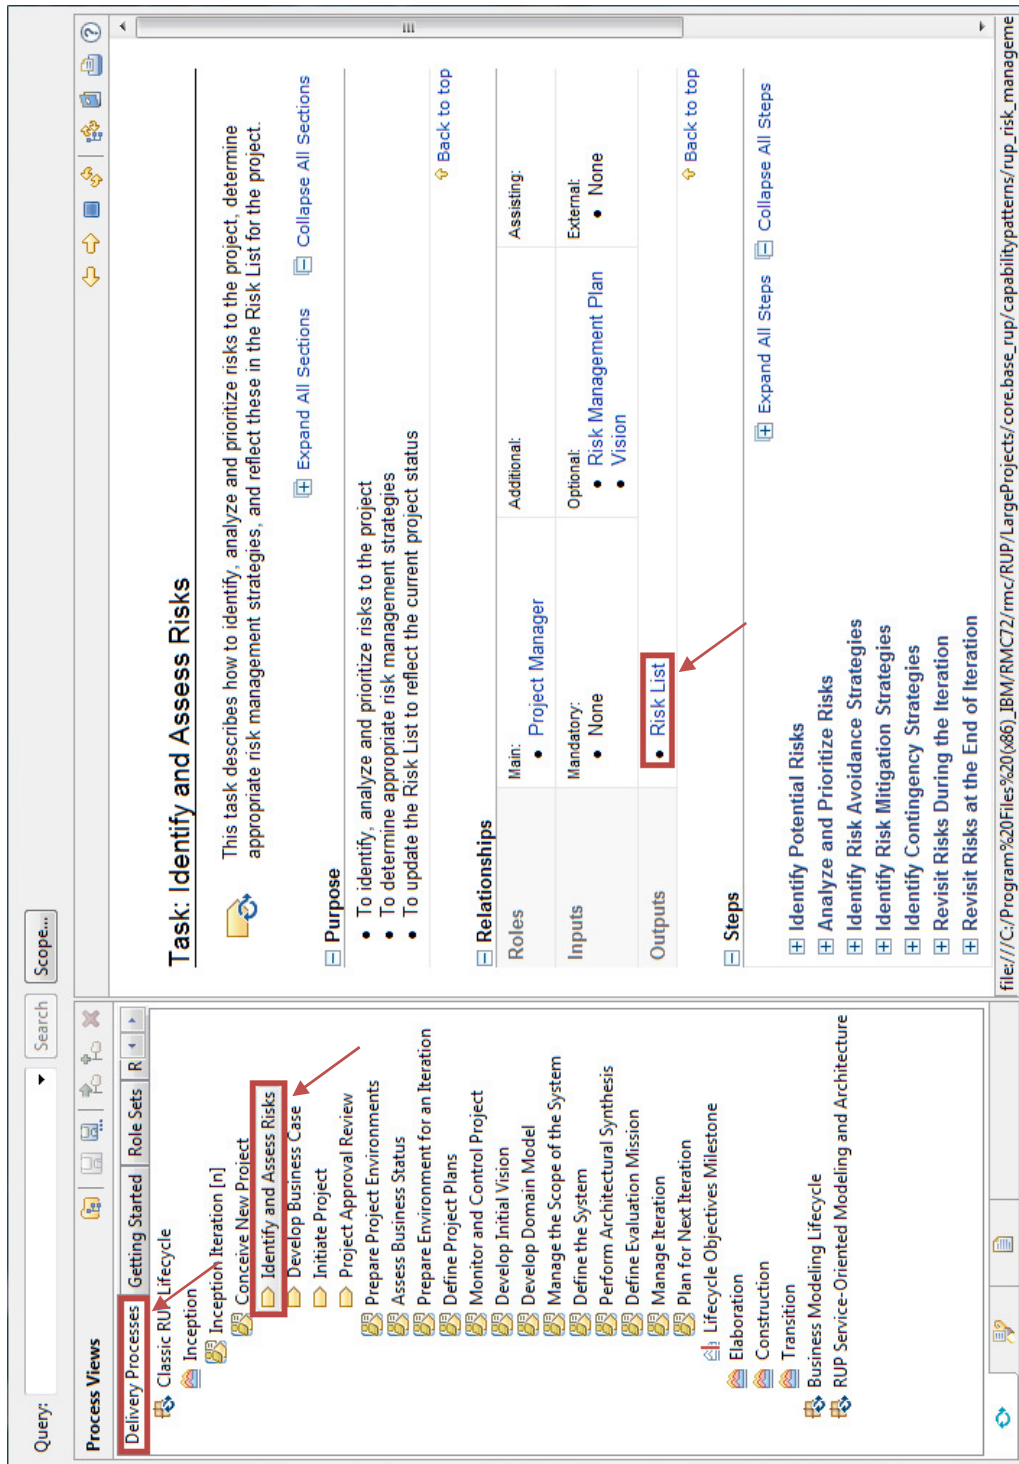 Query:
Search
Scope...
Process Views
Delivery Processes
Getting Started
Role Sets
R
Classic RUP Lifecycle
Inception
Inception Iteration [n]
Conceive New Project
Identify and Assess Risks
Develop Business Case
Initiate Project
Project Approval Review
Prepare Project Environments
Assess Business Status
Prepare Environment for an Iteration
Define Project Plans
Monitor and Control Project
Develop Initial Vision
Develop Domain Model
Manage the Scope of the System
Define the System
Perform Architectural Synthesis
Define Evaluation Mission
Manage Iteration
Plan for Next Iteration
Lifecycle Objectives Milestone
Elaboration
Construction
Transition
Business Modeling Lifecycle
RUP Service-Oriented Modeling and Architecture
Task: Identify and Assess Risks
This task describes how to identify, analyze and prioritize risks to the project, determine
appropriate risk management strategies, and reflect these in the Risk List for the project.
Expand All Sections Collapse All Sections
Purpose
• To identify, analyze and prioritize risks to the project
• To determine appropriate risk management strategies
• To update the Risk List to reflect the current project status
Back to top
Relationships
Roles
Main:
• Project Manager
Additional:
Assisting:
Inputs
Mandatory:
• None
Optional:
• Risk Management Plan
• Vision
External:
• None
Outputs
• Risk List
Back to top
Steps
Expand All Steps Collapse All Steps
Identify Potential Risks
Analyze and Prioritize Risks
Identify Risk Avoidance Strategies
Identify Risk Mitigation Strategies
Identify Contingency Strategies
Revisit Risks During the Iteration
Revisit Risks at the End of Iteration
file:///C:/Program%20Files%20(x86)_IBM/RMC72/rmc/RUP/LargeProjects/core.base_rup/capabilitypatterns/rup_risk_manageme